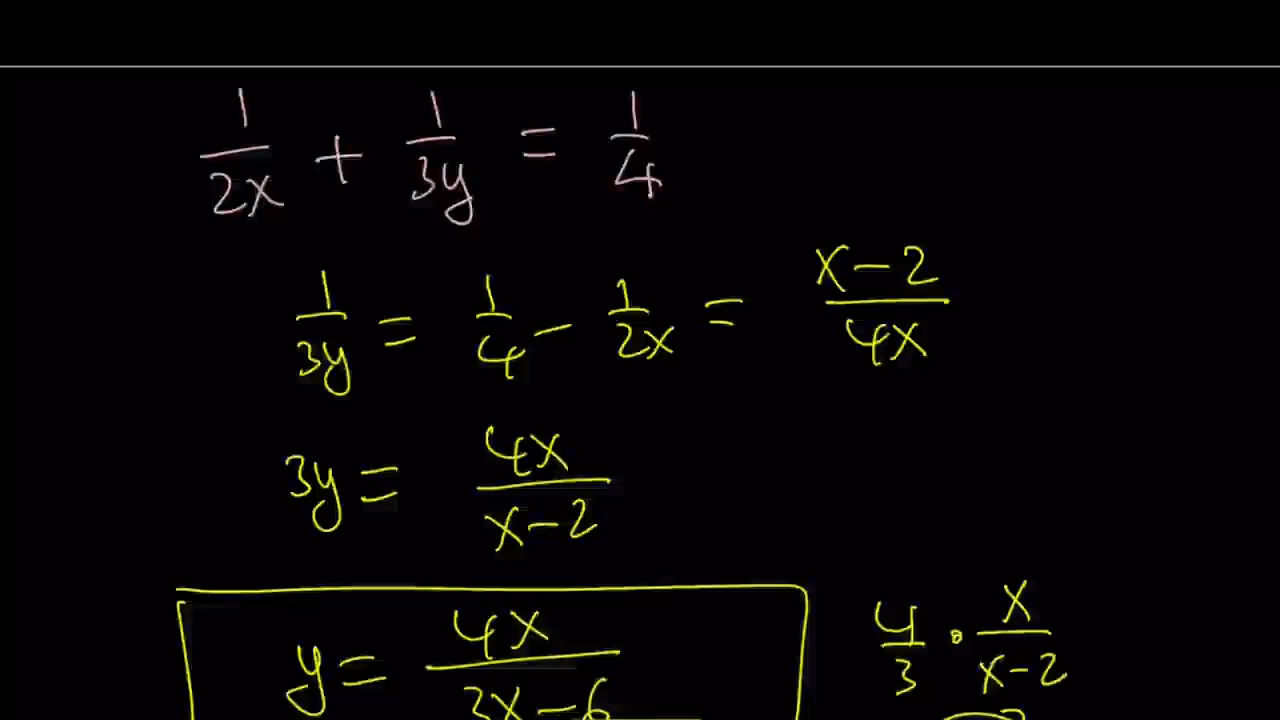 1/2x + 1/3y = 1/4
1/3y = 1/4 - 1/2x = x-2/4x
3y = 4x/x-2
y = 4x/3x-6
4/3 · x/x-2